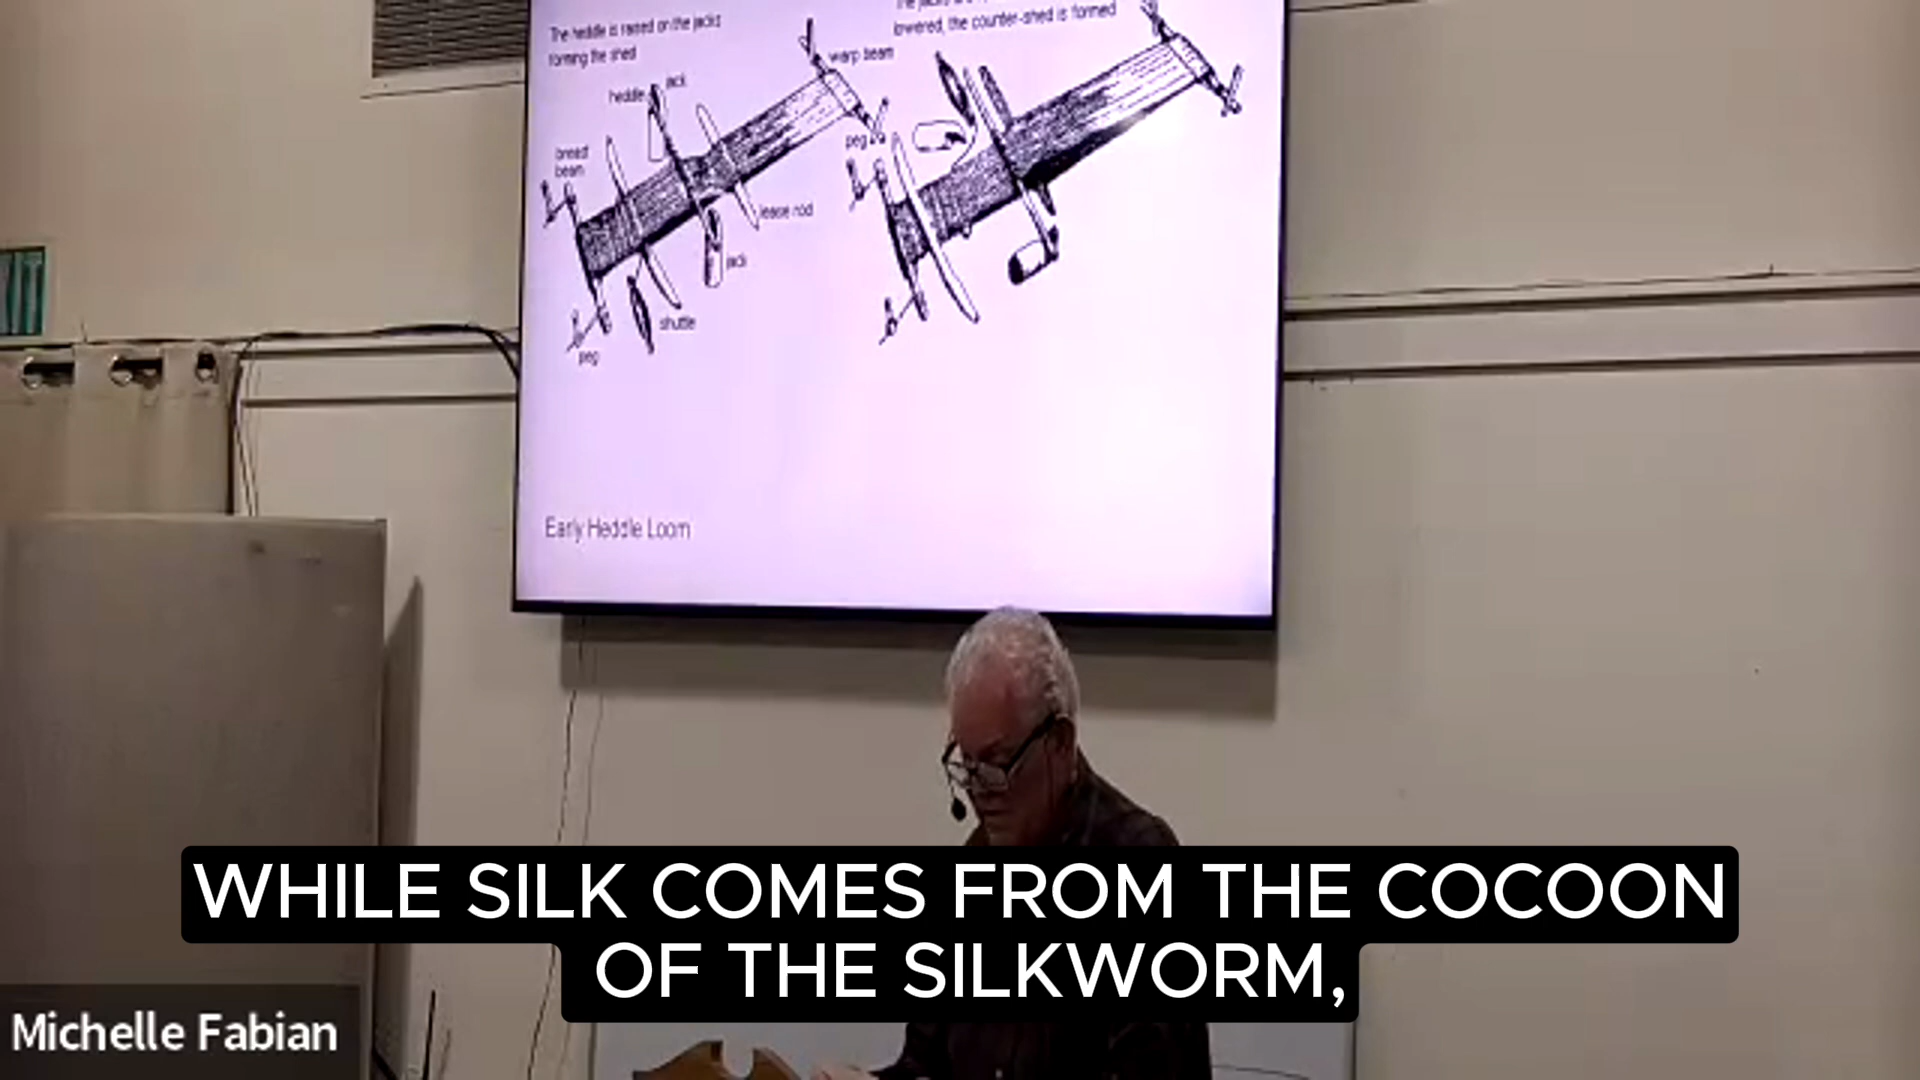 The heddle is raised on the jacks
forming the shed
lowered, the counter-shed is formed
warp beam
jack
heddle
peg
breast
beam
lease rod
jack
shuttle
peg
Early Heddle Loom
WHILE SILK COMES FROM THE COCOON
OF THE SILKWORM,
Michelle Fabian